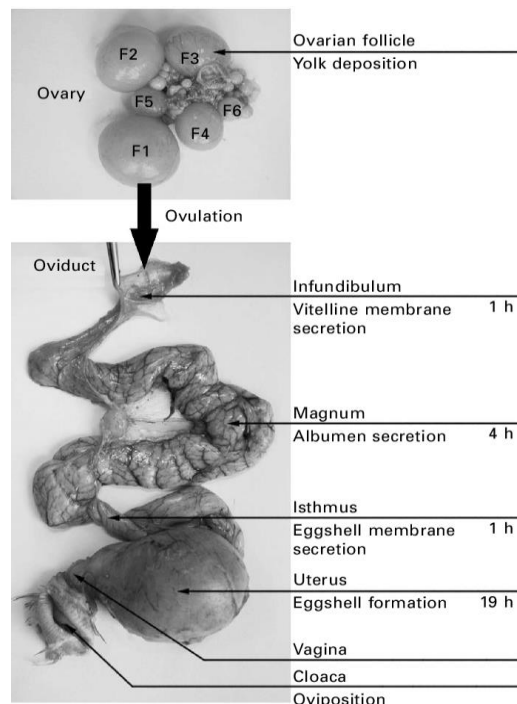 Ovarian follicle
Yolk deposition
F2
F3
Ovary
F5
F6
F4
F1
Ovulation
Oviduct
Infundibulum
Vitelline membrane 1 h
secretion
Magnum
Albumen secretion 4 h
Isthmus
Eggshell membrane 1 h
secretion
Uterus
Eggshell formation 19 h
Vagina
Cloaca
Oviposition